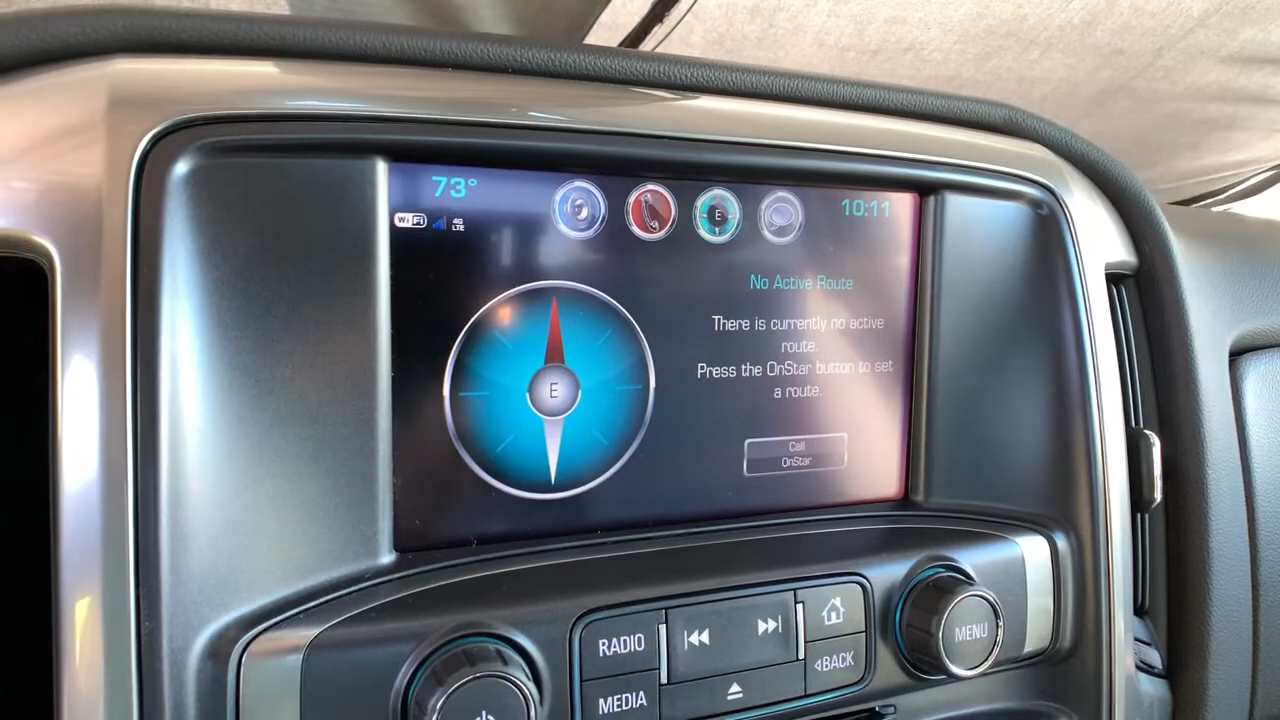 73°
10:11
WiFi
4G
LTE
E
No Active Route
There is currently no active
route.
Press the OnStar button to set
a route.
E
Call
OnStar
RADIO
MEDIA
BACK
MENU